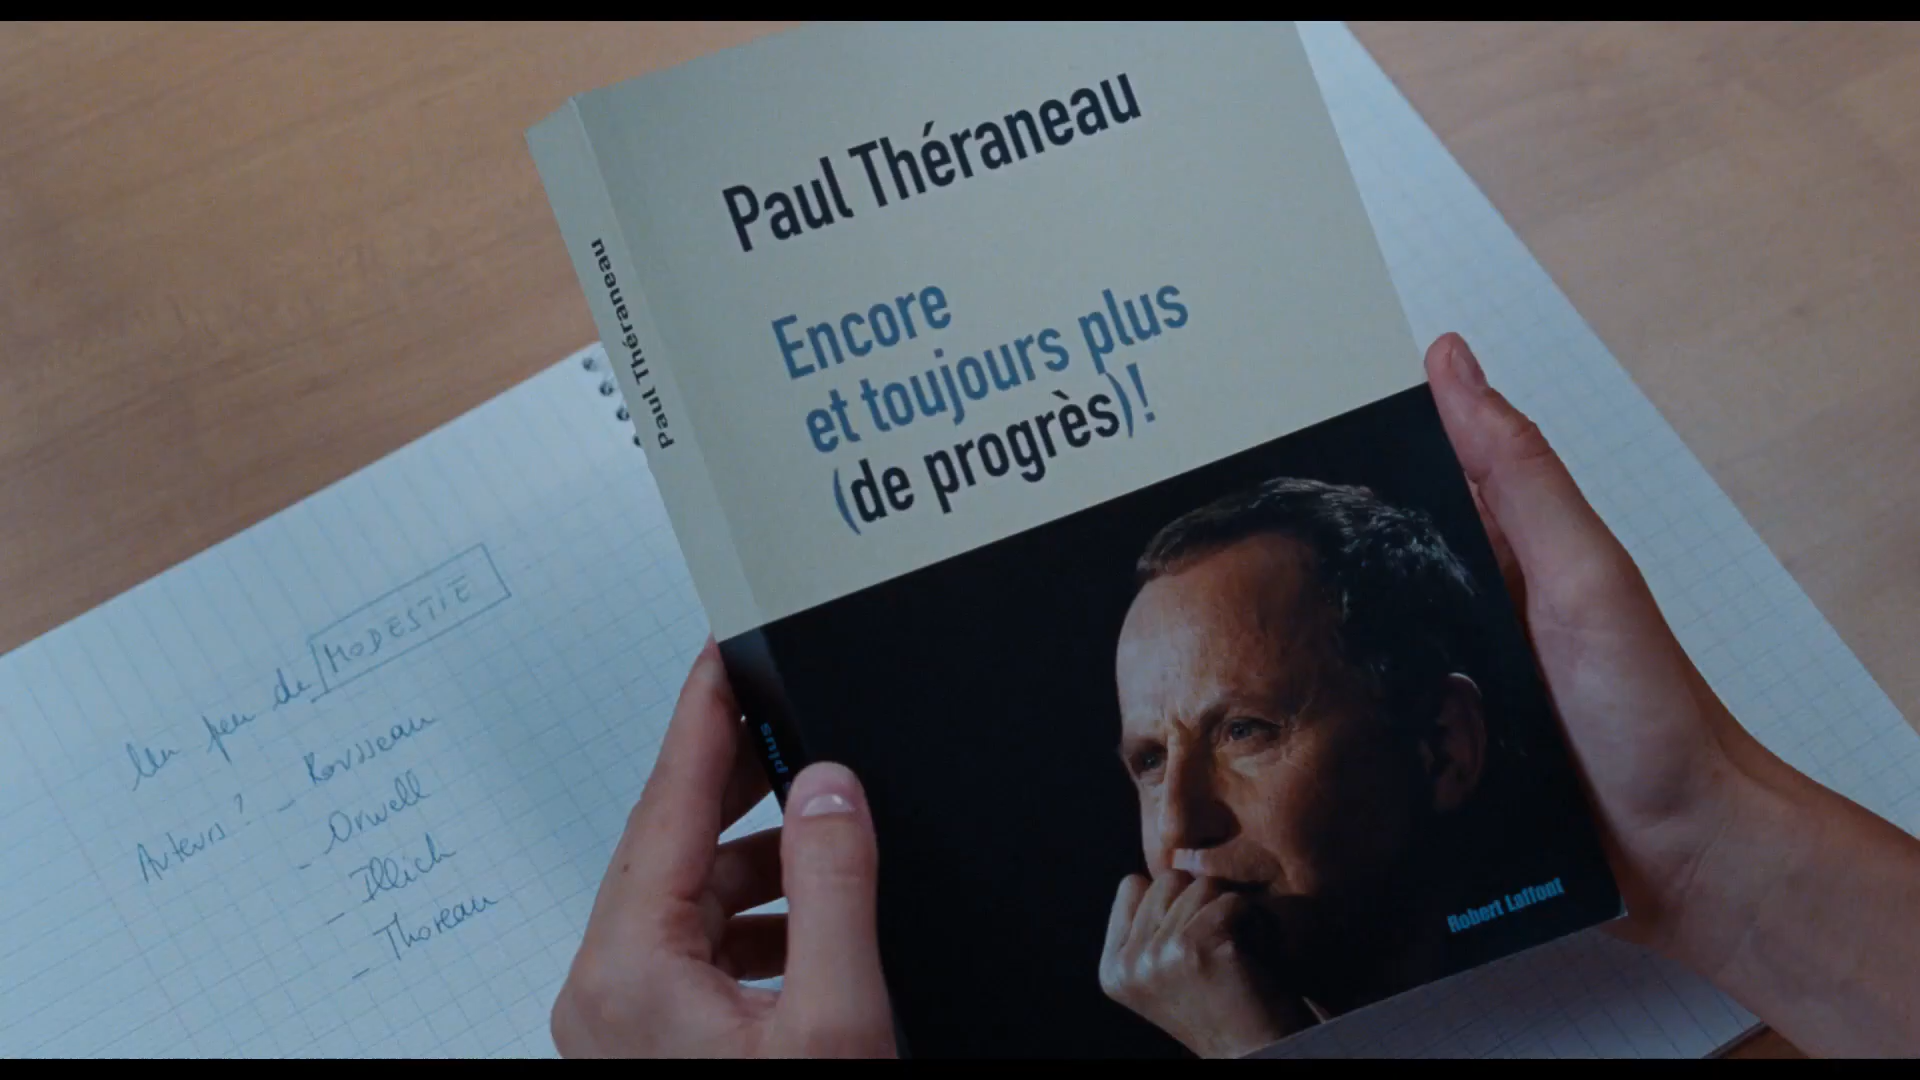 Paul Théraneau
Encore
et toujours plus
(de progrès)!
Robert Laffont
Paul Théraneau
plus
Un peu de MODESTIE
Auteurs? - Rousseau
- Orwell
- Illich
- Thoreau